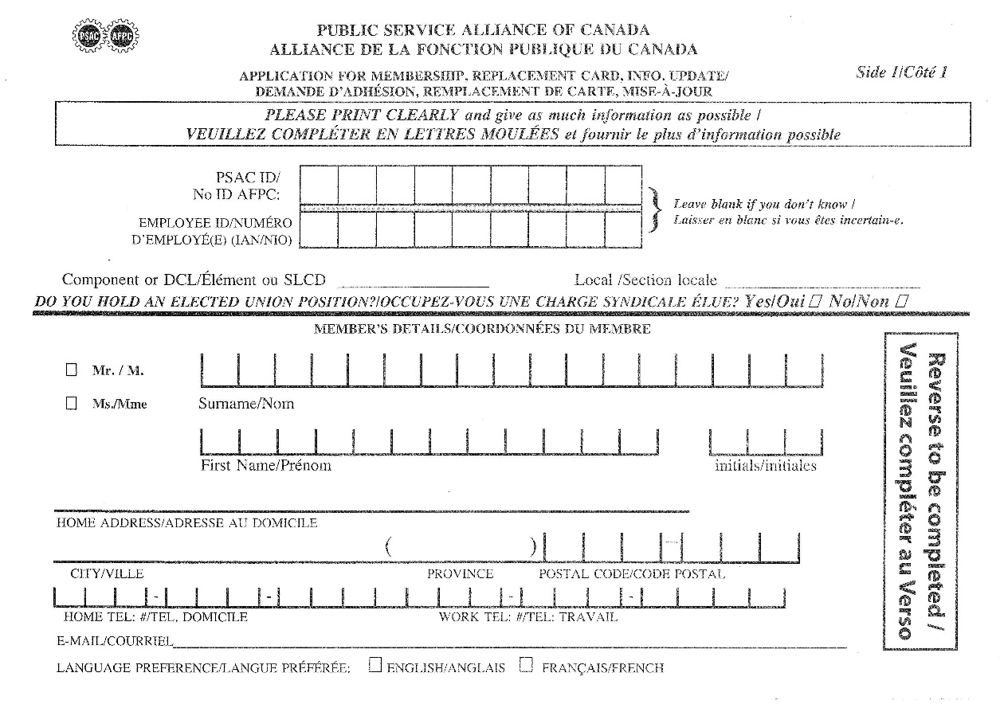 PSAC AFPC
PUBLIC SERVICE ALLIANCE OF CANADA
ALLIANCE DE LA FONCTION PUBLIQUE DU CANADA
APPLICATION FOR MEMBERSHIP, REPLACEMENT CARD, INFO, UPDATE/
DEMANDE D'ADHÉSION, REMPLACEMENT DE CARTE, MISE-À-JOUR
Side 1/Côté 1
PLEASE PRINT CLEARLY and give as much information as possible /
VEUILLEZ COMPLÉTER EN LETTRES MOULÉES et fournir le plus d'information possible
PSAC ID/
No ID AFPC:
EMPLOYEE ID/NUMÉRO
D'EMPLOYÉ(E) (IAN/NIO)
Leave blank if you don't know /
Laisser en blanc si vous êtes incertain-e.
Component or DCL/Élément ou SLCD Local /Section locale
DO YOU HOLD AN ELECTED UNION POSITION?/OCCUPEZ-VOUS UNE CHARGE SYNDICALE ÉLUE? Yes/Oui No/Non
MEMBER'S DETAILS/COORDONNÉES DU MEMBRE
Mr. / M.
Ms./Mme
Surname/Nom
First Name/Prénom initials/initiales
HOME ADDRESS/ADRESSE AU DOMICILE
( )
CITY/VILLE PROVINCE POSTAL CODE/CODE POSTAL
HOME TEL: #/TEL, DOMICILE WORK TEL: #/TEL: TRAVAIL
E-MAIL/COURRIEL
LANGUAGE PREFERENCE/LANGUE PRÉFÉRÉE: ENGLISH/ANGLAIS FRANÇAIS/FRENCH
Reverse to be completed /
Veuillez compléter au Verso